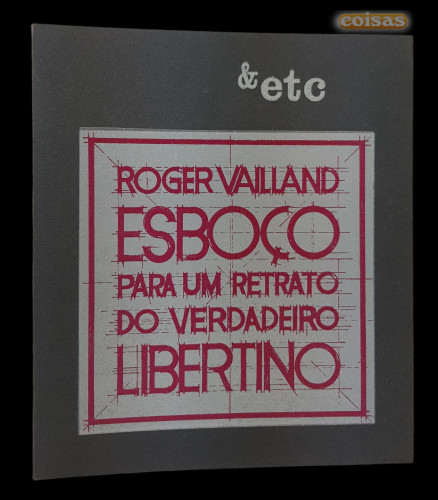 coisas
& etc
ROGER VAILLAND
ESBOÇO
PARA UM RETRATO
DO VERDADEIRO
LIBERTINO